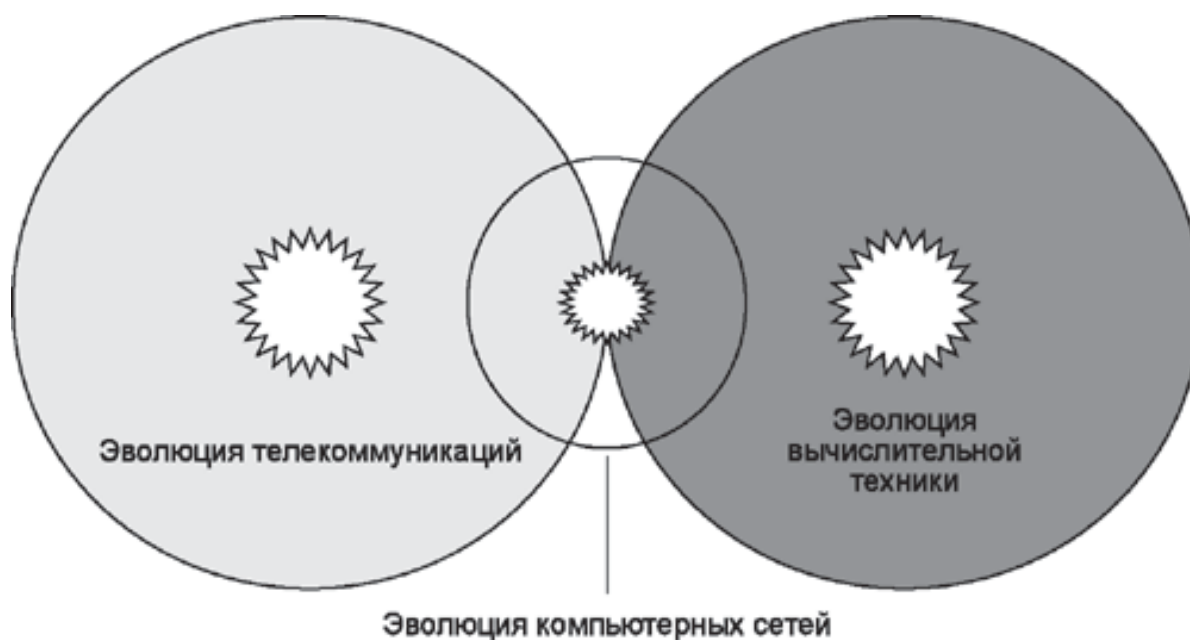 Эволюция телекоммуникаций
Эволюция
вычислительной
техники
Эволюция компьютерных сетей